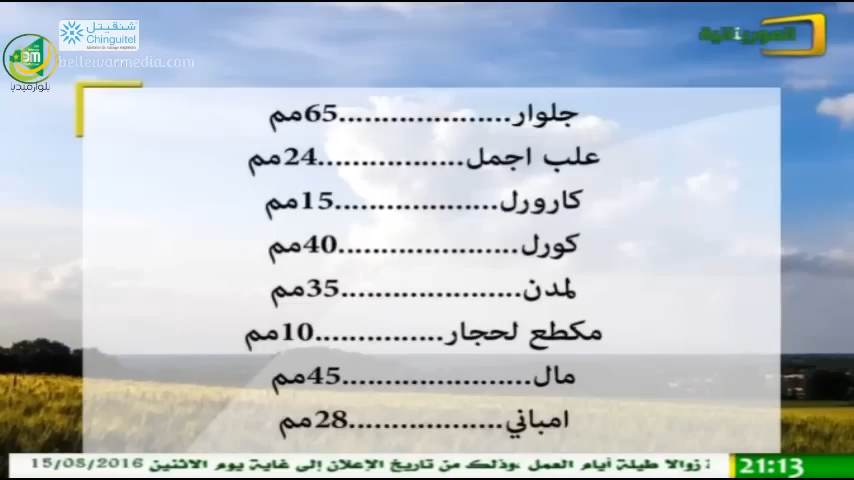 شنقيتل
Chinguitel
bellewarmedia.com
بلوارميديا
الموريتانية
جلوار....................65مم
علب اجمل.................24مم
كارورل...................15مم
كورل.....................40مم
لمدن.....................35مم
مكطع لحجار...............10مم
مال......................45مم
امباني..................28مم
زوالا طيلة أيام العمل ،وذلك من تاريخ الإعلان إلى غاية يوم الاثنين 15/08/2016
21:13